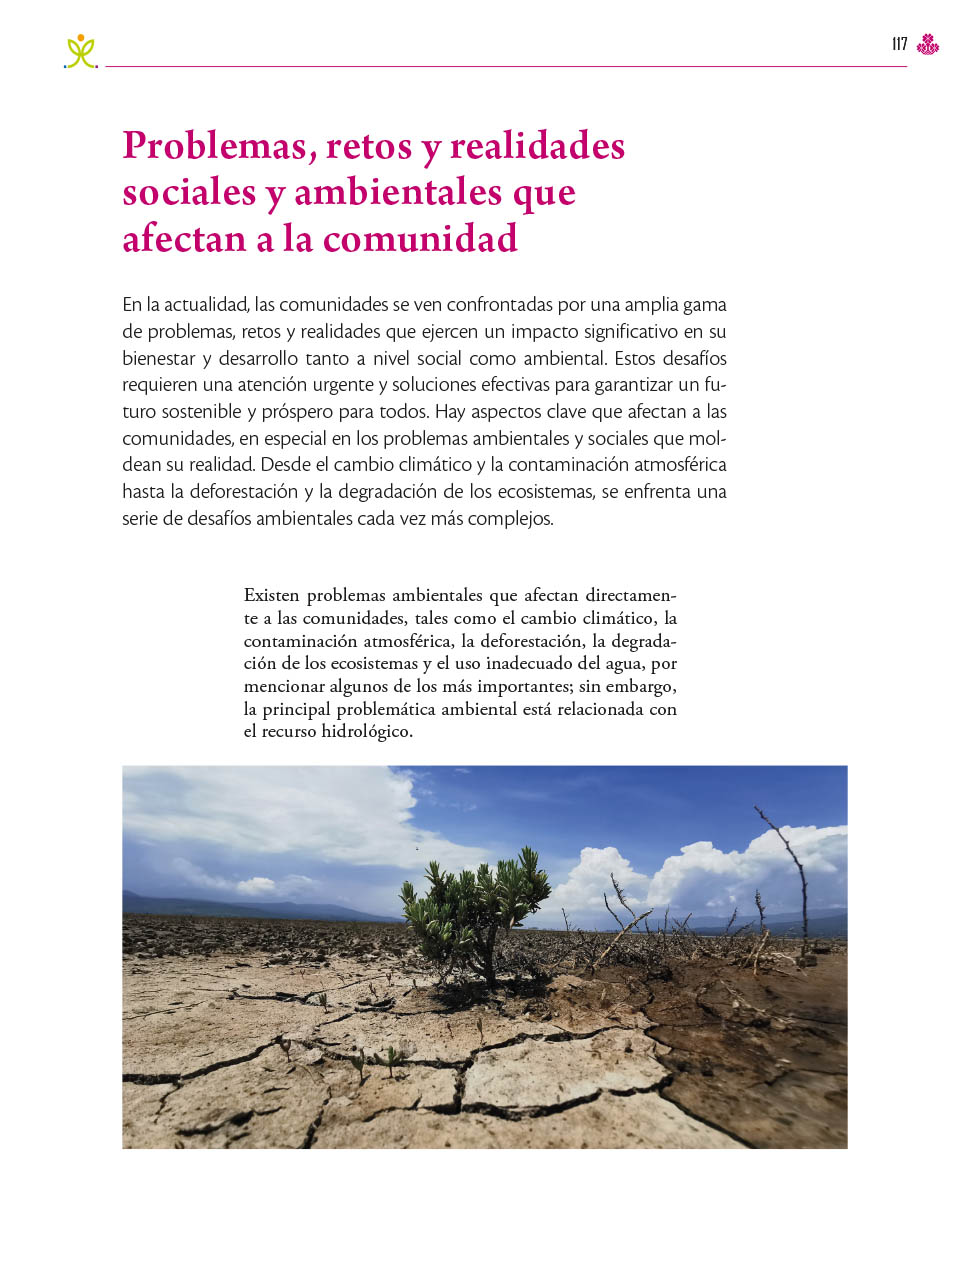 117
Problemas, retos y realidades
sociales y ambientales que
afectan a la comunidad
En la actualidad, las comunidades se ven confrontadas por una amplia gama
de problemas, retos y realidades que ejercen un impacto significativo en su
bienestar y desarrollo tanto a nivel social como ambiental. Estos desafíos
requieren una atención urgente y soluciones efectivas para garantizar un fu-
turo sostenible y próspero para todos. Hay aspectos clave que afectan a las
comunidades, en especial en los problemas ambientales y sociales que mol-
dean su realidad. Desde el cambio climático y la contaminación atmosférica
hasta la deforestación y la degradación de los ecosistemas, se enfrenta una
serie de desafíos ambientales cada vez más complejos.
Existen problemas ambientales que afectan directamen-
te a las comunidades, tales como el cambio climático, la
contaminación atmosférica, la deforestación, la degrada-
ción de los ecosistemas y el uso inadecuado del agua, por
mencionar algunos de los más importantes; sin embargo,
la principal problemática ambiental está relacionada con
el recurso hidrológico.